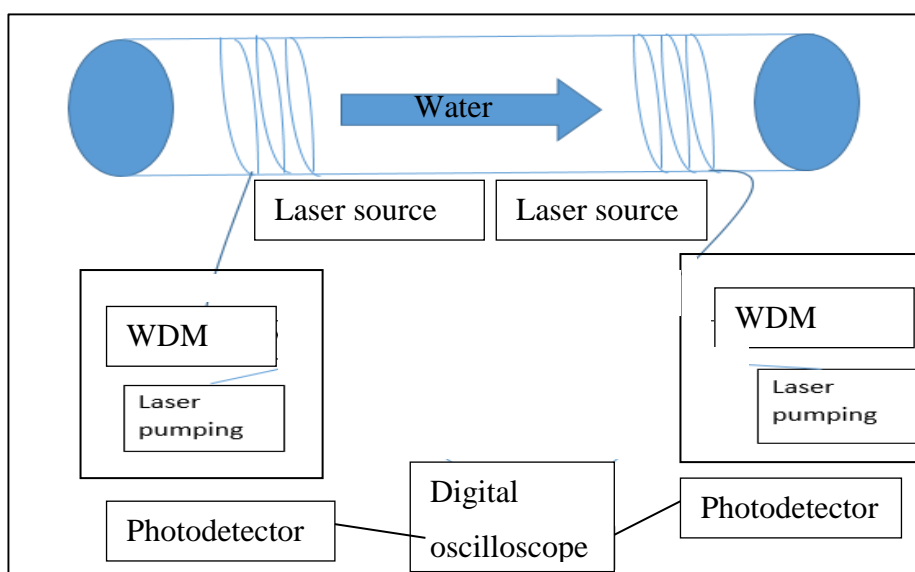 Water
Laser source
Laser source
WDM
WDM
Laser
pumping
Laser
pumping
Digital
oscilloscope
Photodetector
Photodetector